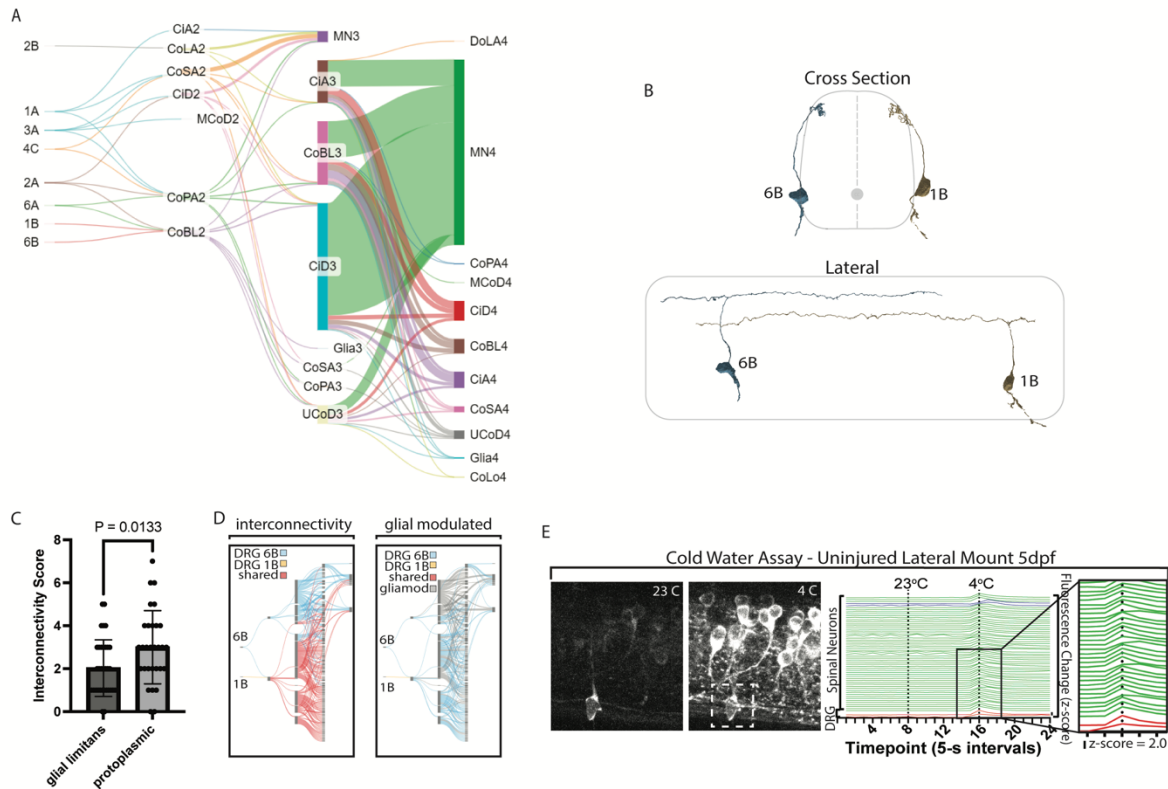 A
2B
1A
3A
4C
2A
6A
1B
6B
CiA2
CoLA2
CoSA2
CiD2
MCoD2
CoPA2
CoBL2
MN3
CiA3
CoBL3
CiD3
Glia3
CoSA3
CoPA3
UCoD3
DoLA4
MN4
CoPA4
MCoD4
CiD4
CoBL4
CiA4
CoSA4
UCoD4
Glia4
CoLo4
B
Cross Section
6B
1B
Lateral
6B
1B
C
P = 0.0133
Interconnectivity Score
8
6
4
2
0
glial limitans
protoplasmic
D
interconnectivity
DRG 6B
DRG 1B
shared
6B
1B
glial modulated
DRG 6B
DRG 1B
shared
gliamod
6B
1B
E
Cold Water Assay - Uninjured Lateral Mount 5dpf
23 C
4 C
23°C
4°C
Spinal Neurons
DRG
4
8
12
16
20
24
Timepoint (5-s intervals)
Fluorescence Change (z-score)
z-score = 2.0